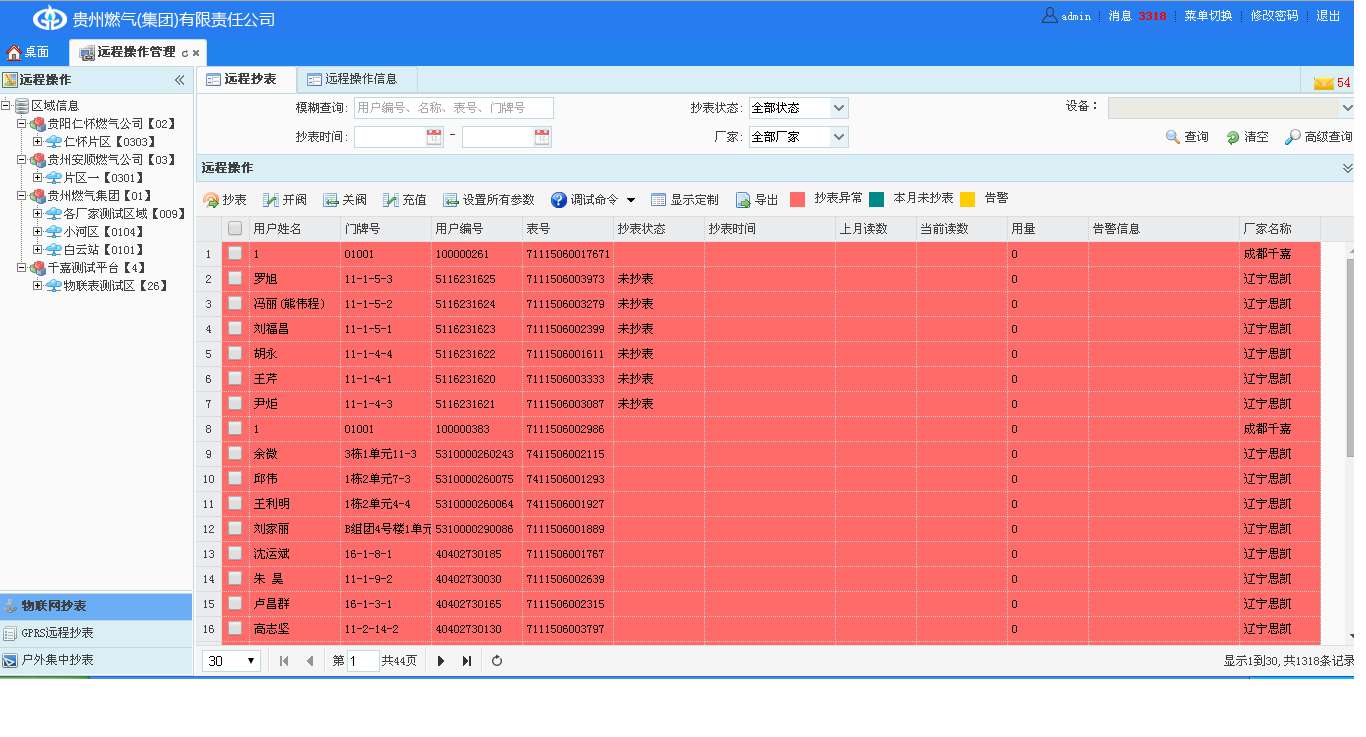 贵州燃气(集团)有限责任公司
admin 消息 3318 菜单切换 修改密码 退出
桌面 远程操作管理
远程操作
区域信息
贵阳仁怀燃气公司【02】
仁怀片区【0303】
贵州安顺燃气公司【03】
片区一【0301】
贵州燃气集团【01】
各厂家测试区域【009】
小河区【0104】
白云站【0101】
千嘉测试平台【4】
物联表测试区【26】
物联网抄表
GPRS远程抄表
户外集中抄表
远程抄表 远程操作信息 54
模糊查询: 用户编号、名称、表号、门牌号 抄表状态: 全部状态 设备:
抄表时间: - 厂家: 全部厂家 查询 清空 高级查询
远程操作
抄表 开阀 关阀 充值 设置所有参数 调试命令 显示定制 导出 抄表异常 本月未抄表 告警
用户姓名 门牌号 用户编号 表号 抄表状态 抄表时间 上月读数 当前读数 用量 告警信息 厂家名称
1 1 01001 100000261 71115060017671 0 成都千嘉
2 罗旭 11-1-5-3 5116231625 7111506003973 未抄表 0 辽宁思凯
3 冯丽(熊伟程) 11-1-5-2 5116231624 7111506003279 未抄表 0 辽宁思凯
4 刘福昌 11-1-5-1 5116231623 7111506002399 未抄表 0 辽宁思凯
5 胡永 11-1-4-4 5116231622 7111506001611 未抄表 0 辽宁思凯
6 王芹 11-1-4-1 5116231620 7111506003333 未抄表 0 辽宁思凯
7 尹炬 11-1-4-3 5116231621 7111506003087 未抄表 0 辽宁思凯
8 1 01001 100000383 7111506002986 0 成都千嘉
9 余微 3栋1单元11-3 5310000260243 7411506002115 0 辽宁思凯
10 邱伟 1栋2单元7-3 5310000260075 7411506001293 0 辽宁思凯
11 王利明 1栋2单元4-4 5310000260064 7411506001927 0 辽宁思凯
12 刘家丽 B组团4号楼1单元 5310000290086 7111506001889 0 辽宁思凯
13 沈运斌 16-1-8-1 40402730185 7111506001767 0 辽宁思凯
14 朱 昊 11-1-9-2 40402730030 7111506002639 0 辽宁思凯
15 卢昌群 16-1-3-1 40402730165 7111506002315 0 辽宁思凯
16 高志坚 11-2-14-2 40402730130 7111506003797 0 辽宁思凯
30 第 1 共44页 显示1到30,共1318条记录